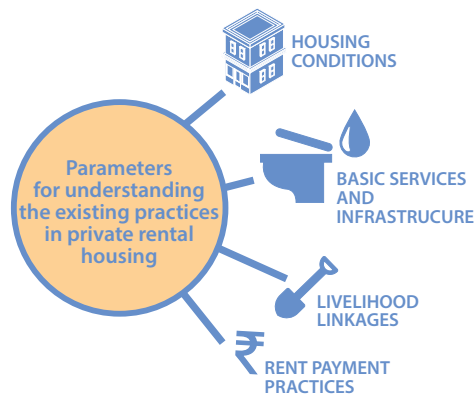 HOUSING
CONDITIONS
Parameters
for understanding
the existing practices
in private rental
housing
BASIC SERVICES
AND
INFRASTRUCURE
LIVELIHOOD
LINKAGES
₹
RENT PAYMENT
PRACTICES